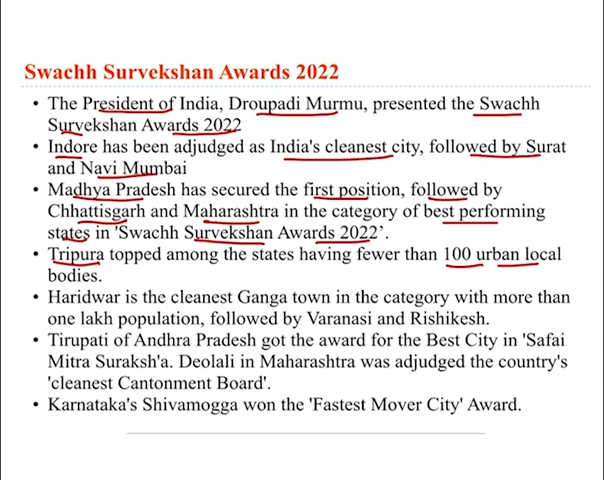 Swachh Survekshan Awards 2022
• The President of India, Droupadi Murmu, presented the Swachh
Survekshan Awards 2022
• Indore has been adjudged as India's cleanest city, followed by Surat
and Navi Mumbai
• Madhya Pradesh has secured the first position, followed by
Chhattisgarh and Maharashtra in the category of best performing
states in 'Swachh Survekshan Awards 2022’.
• Tripura topped among the states having fewer than 100 urban local
bodies.
• Haridwar is the cleanest Ganga town in the category with more than
one lakh population, followed by Varanasi and Rishikesh.
• Tirupati of Andhra Pradesh got the award for the Best City in 'Safai
Mitra Suraksh'a. Deolali in Maharashtra was adjudged the country's
'cleanest Cantonment Board'.
• Karnataka's Shivamogga won the 'Fastest Mover City' Award.